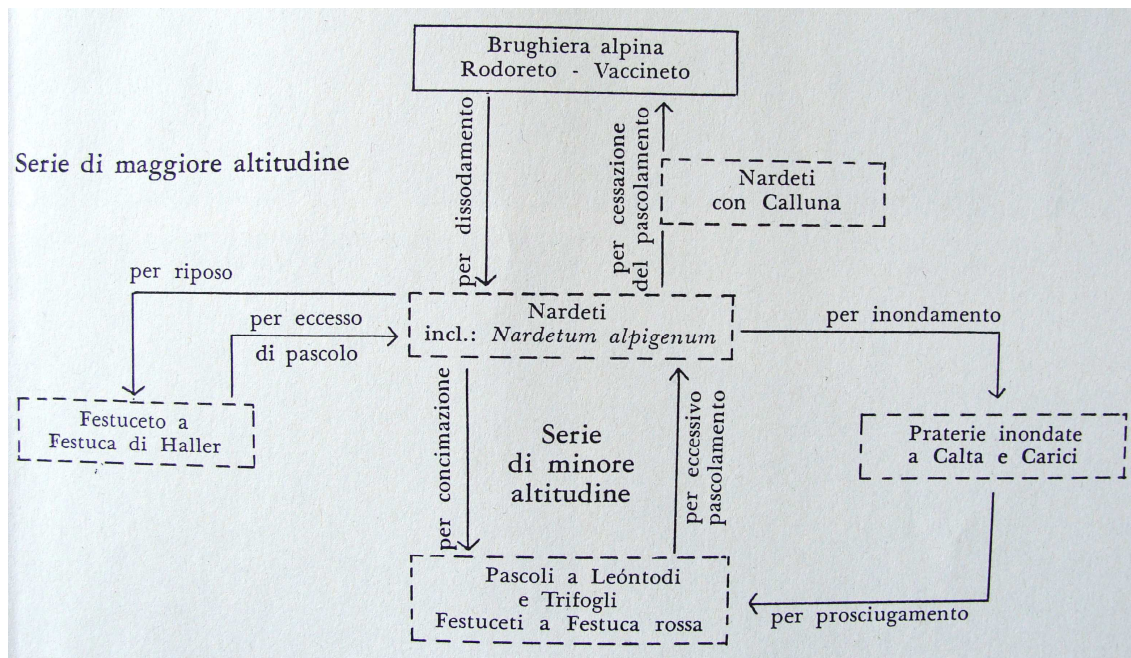 Brughiera alpina
Rodoreto - Vaccineto
per dissodamento
per cessazione
del pascolamento
Serie di maggiore altitudine
Nardeti
con Calluna
per riposo
per eccesso
di pascolo
Nardeti
incl.: Nardetum alpigenum
per inondamento
Festuceto a
Festuca di Haller
per concimazione
Serie
di minore
altitudine
per eccessivo
pascolamento
Praterie inondate
a Calta e Carici
Pascoli a Leóntodi
e Trifogli
Festuceti a Festuca rossa
per prosciugamento